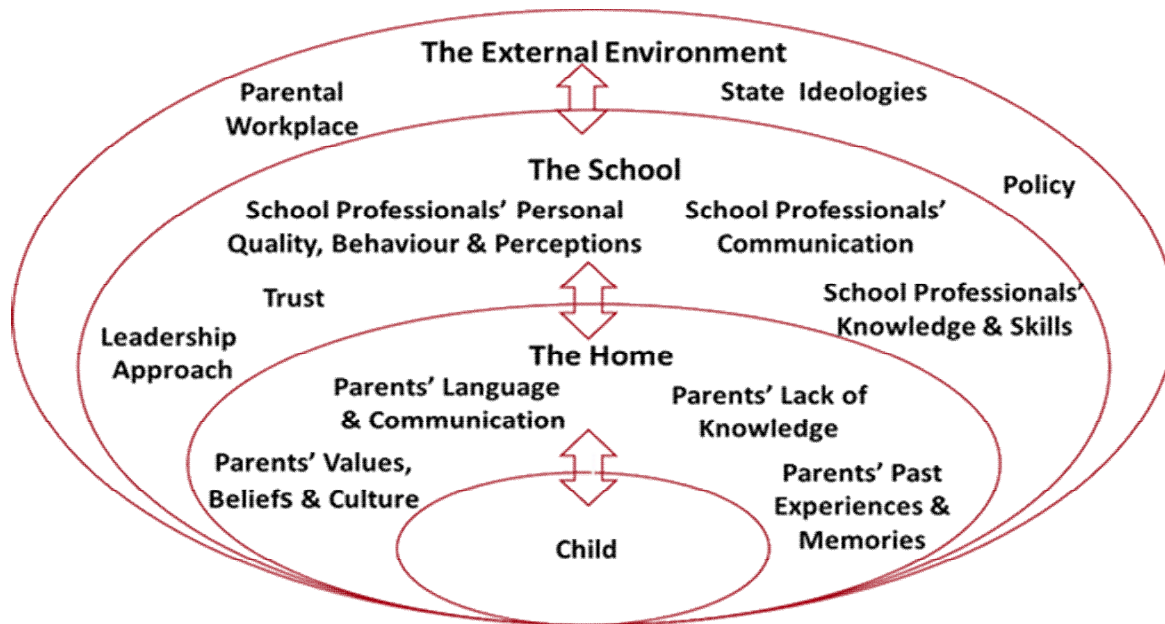 The External Environment
Parental
Workplace
State Ideologies
Policy
The School
School Professionals’ Personal
Quality, Behaviour & Perceptions
School Professionals’
Communication
Trust
School Professionals’
Knowledge & Skills
Leadership
Approach
The Home
Parents’ Language
& Communication
Parents’ Lack of
Knowledge
Parents’ Values,
Beliefs & Culture
Parents’ Past
Experiences &
Memories
Child